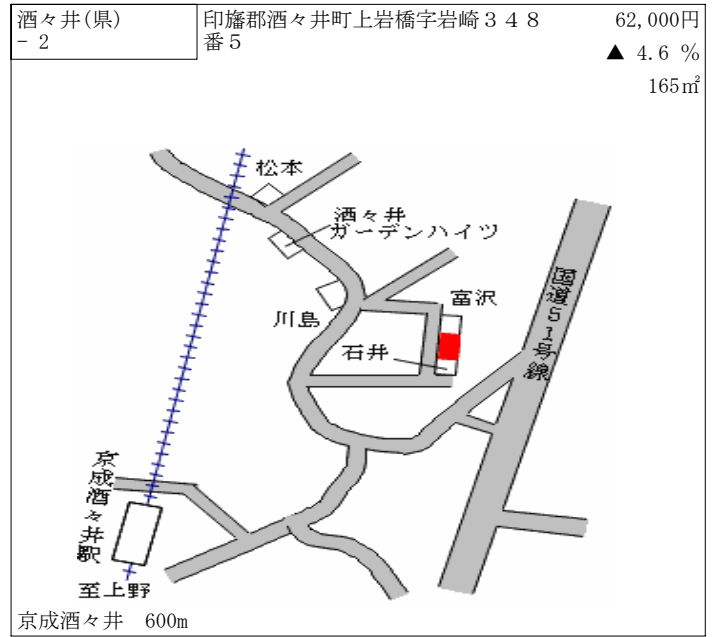 酒々井(県)
- 2
印旛郡酒々井町上岩橋字岩崎３４８
番５
62,000円
▲ 4.6 %
165㎡
松本
酒々井
ガーデンハイツ
川島
富沢
石井
国道51号線
京成酒々井駅
至上野
京成酒々井　600m